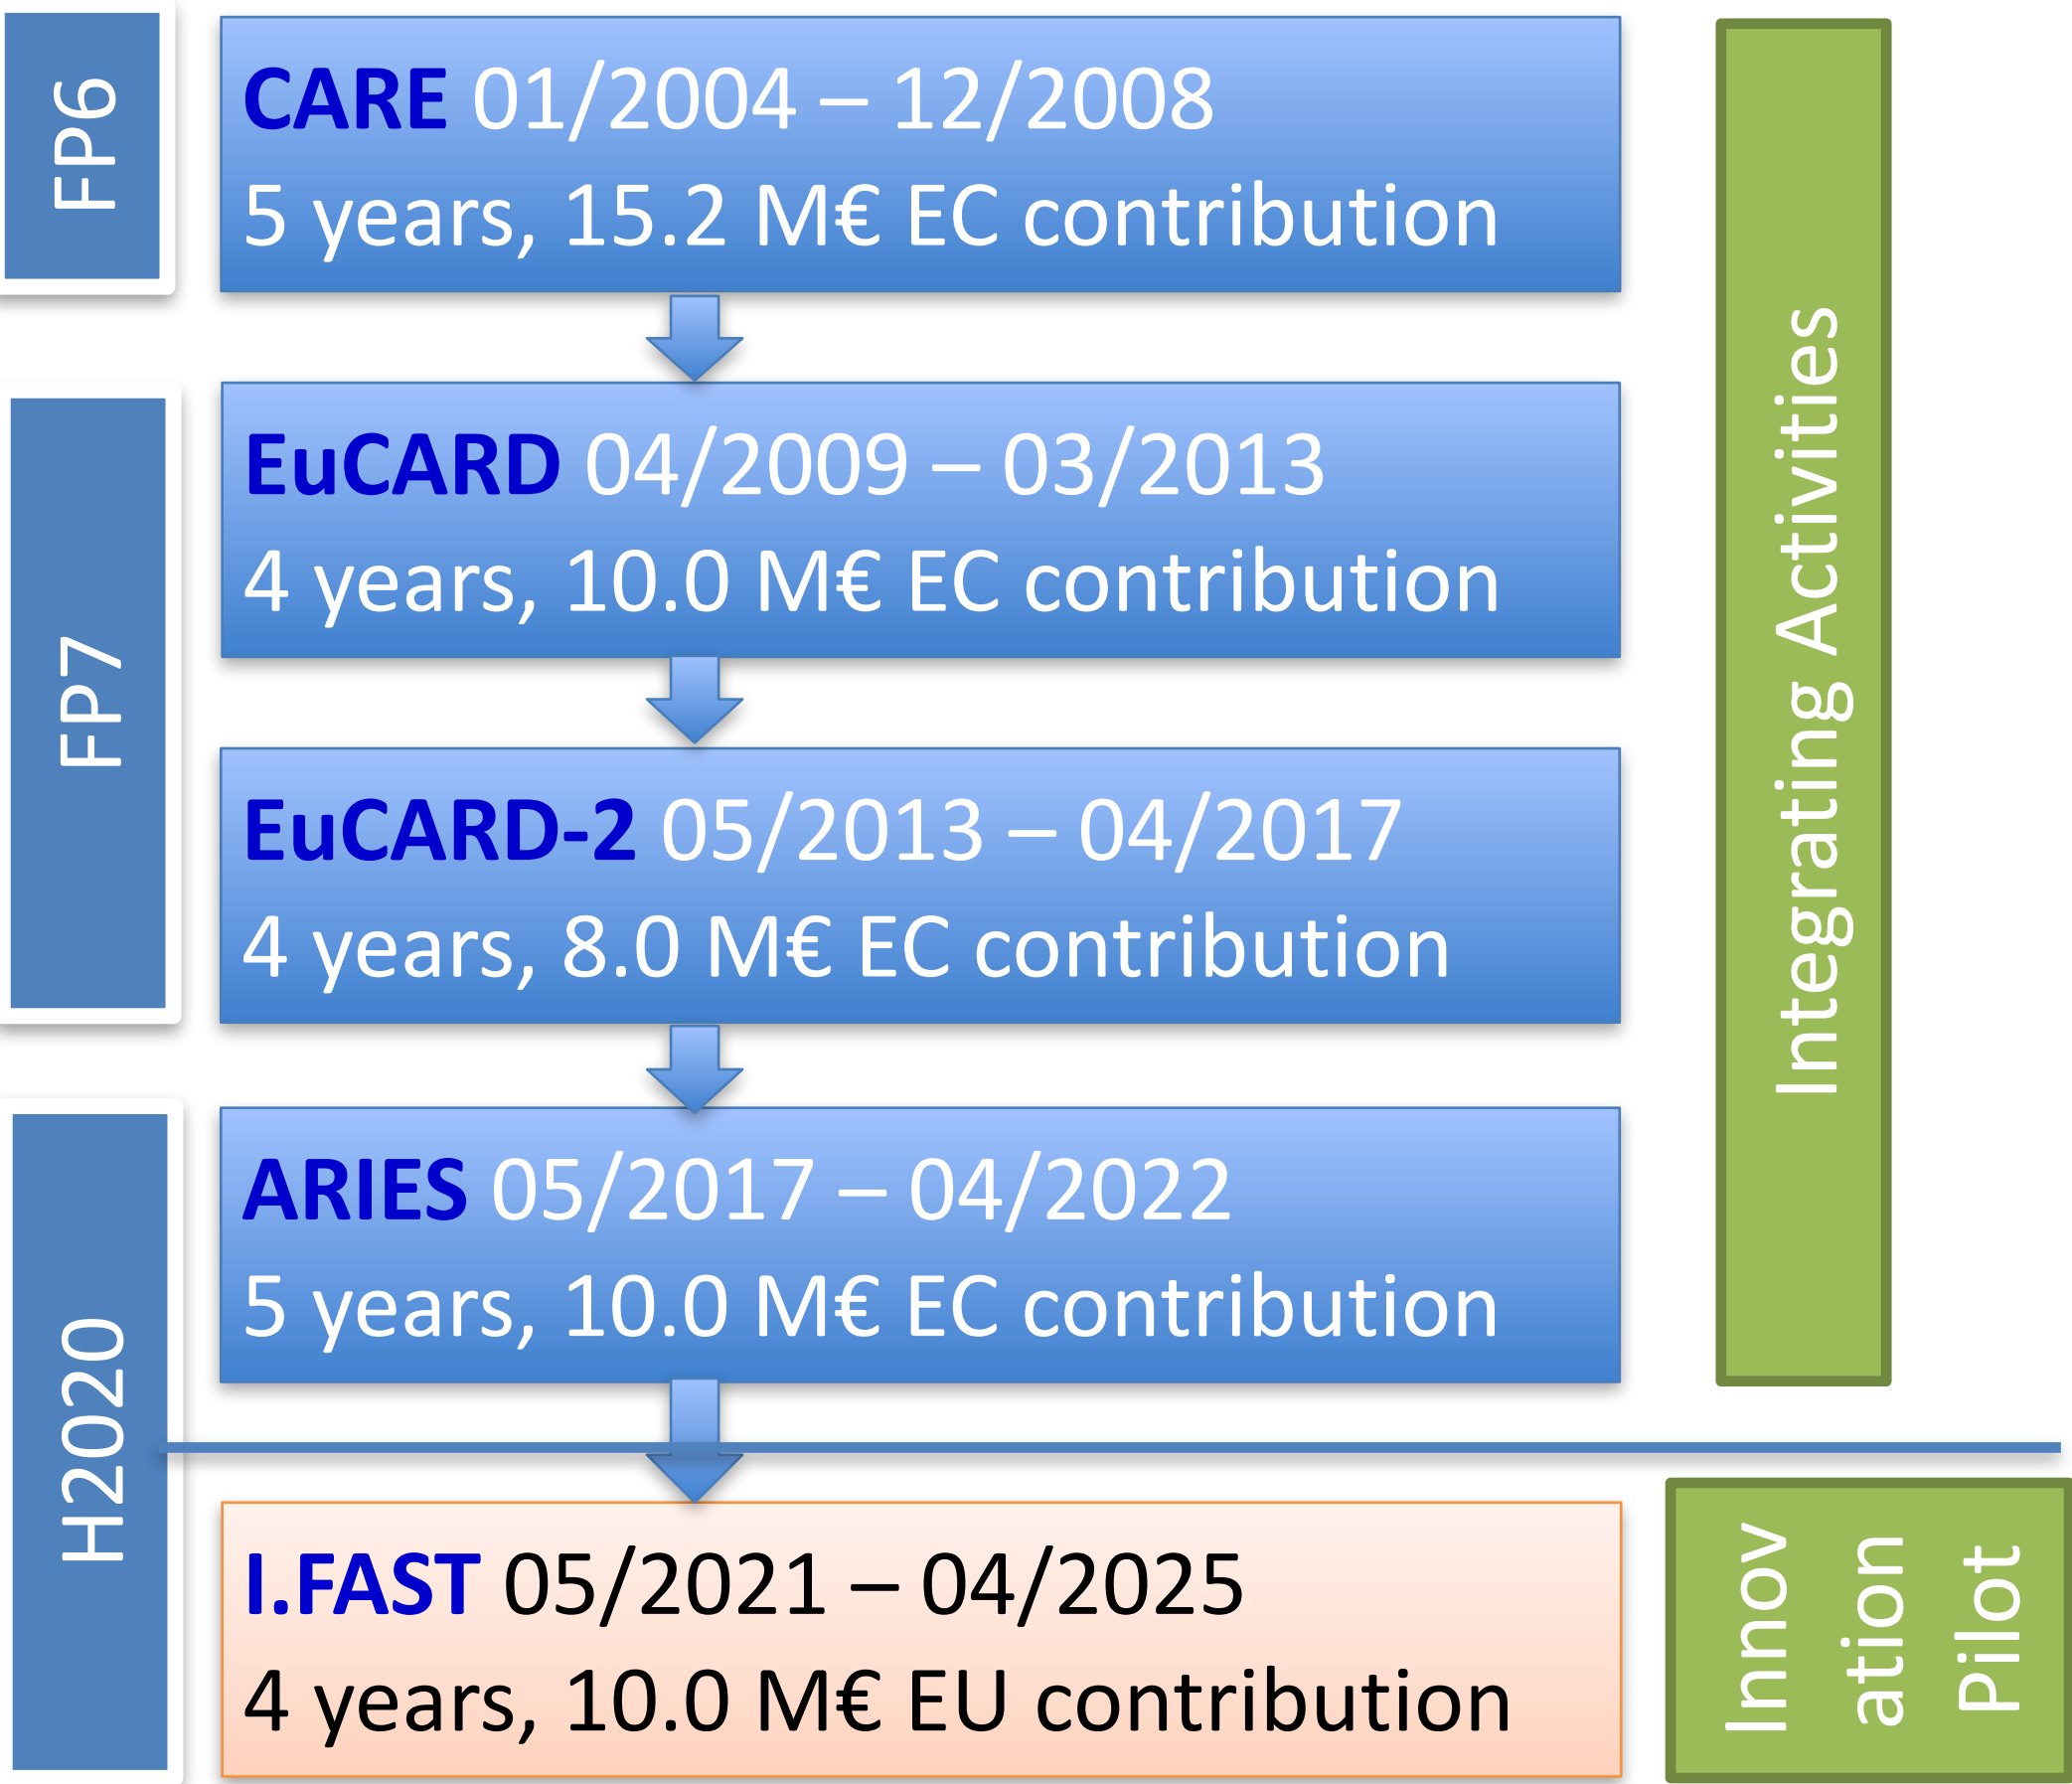 FP6
CARE 01/2004 – 12/2008
5 years, 15.2 M€ EC contribution
FP7
EuCARD 04/2009 – 03/2013
4 years, 10.0 M€ EC contribution
EuCARD-2 05/2013 – 04/2017
4 years, 8.0 M€ EC contribution
H2020
ARIES 05/2017 – 04/2022
5 years, 10.0 M€ EC contribution
I.FAST 05/2021 – 04/2025
4 years, 10.0 M€ EU contribution
Integrating Activities
Innov
ation
Pilot